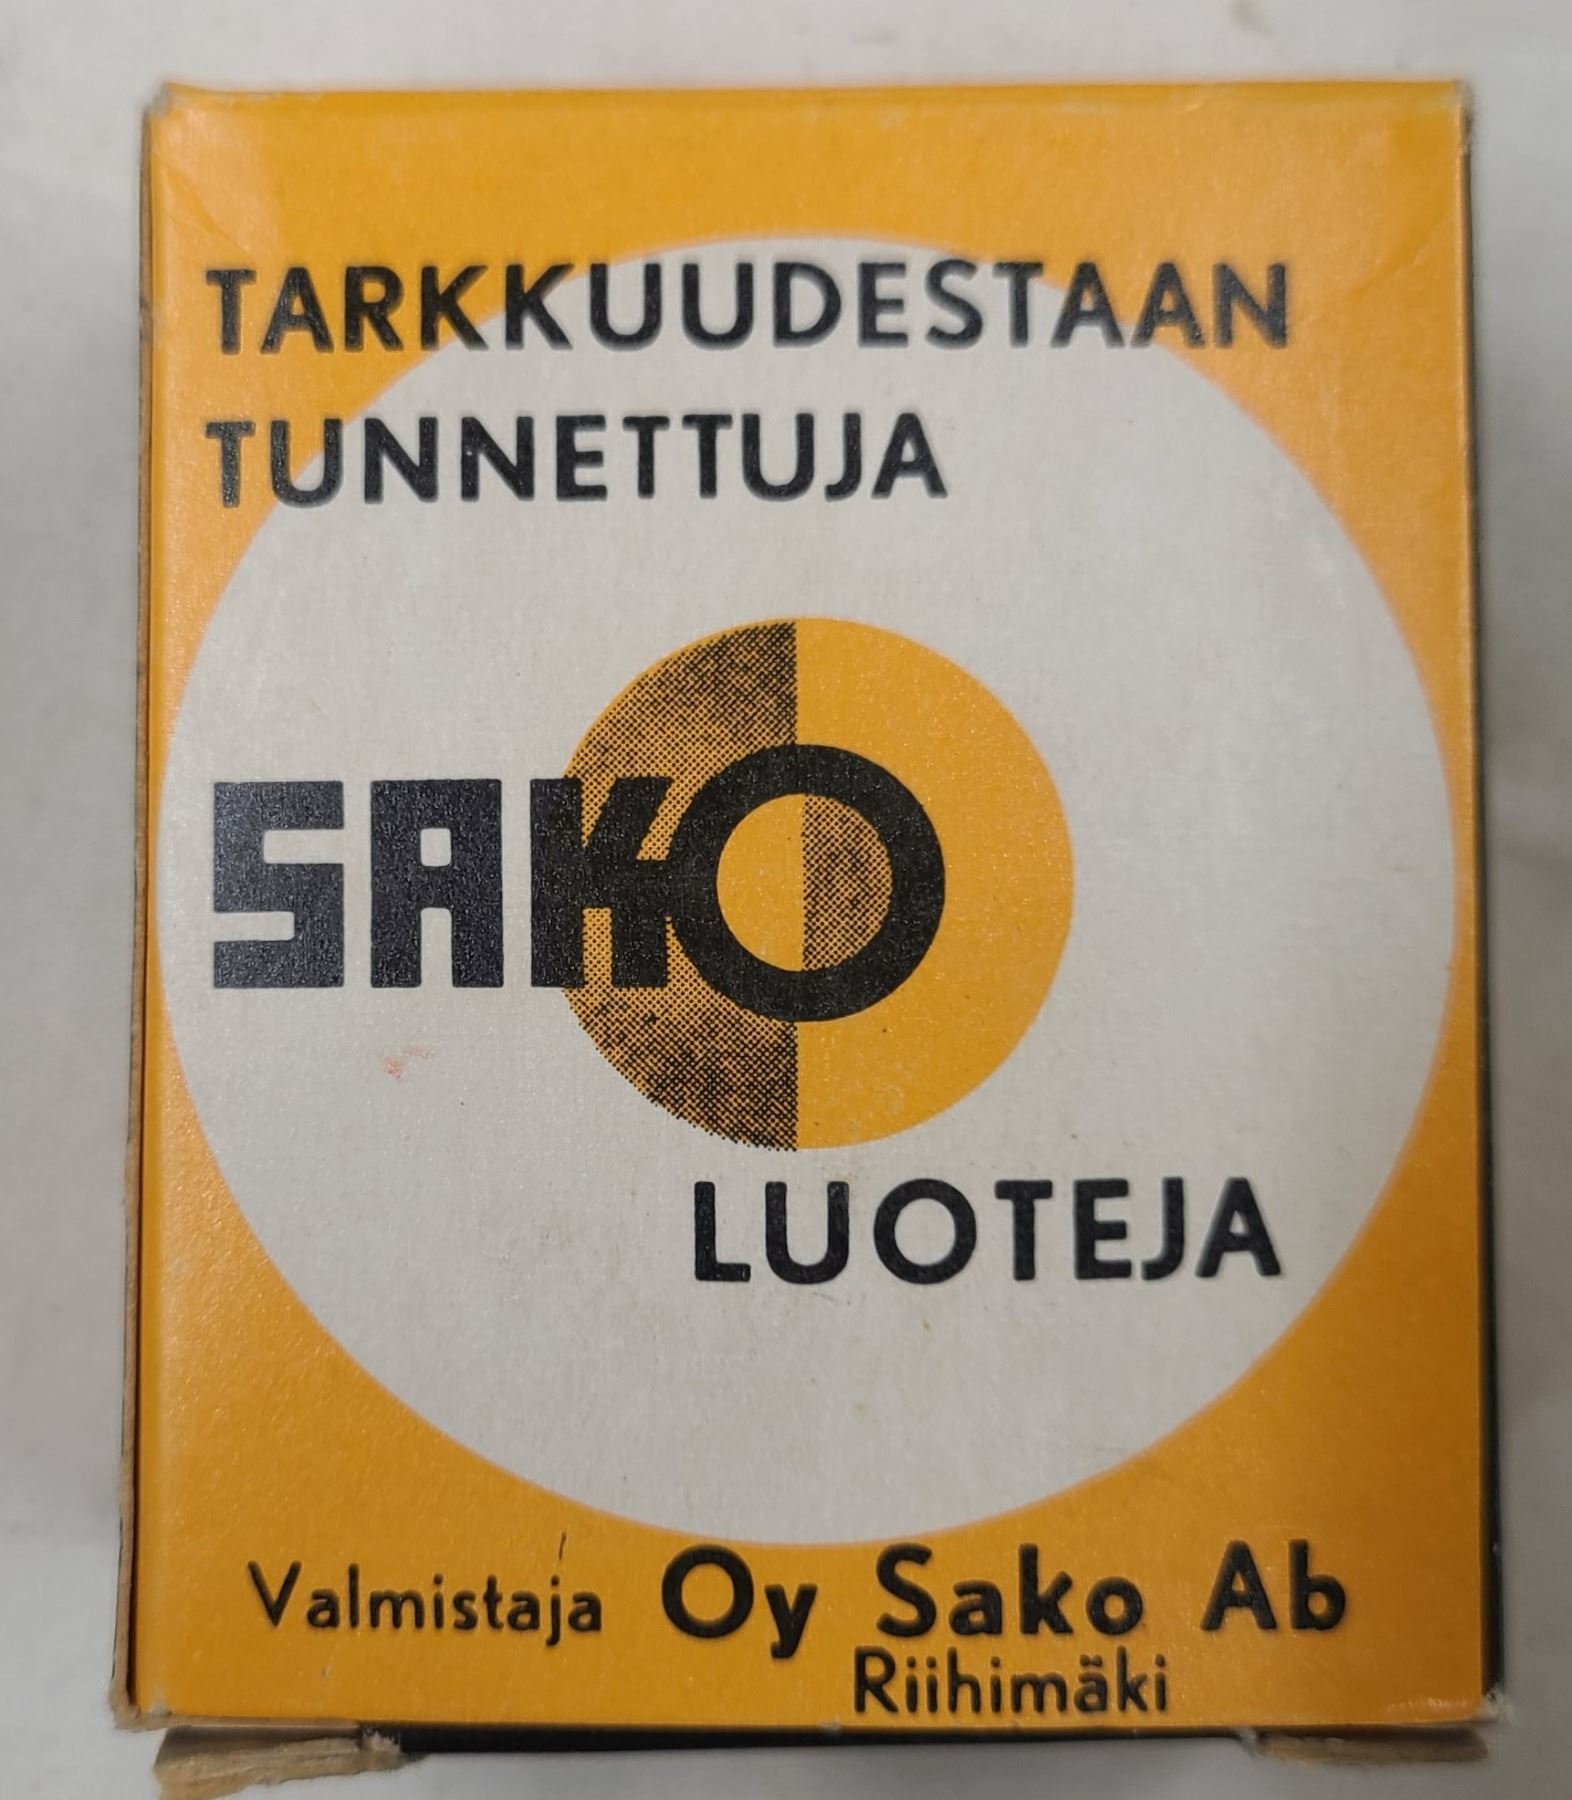 TARKKUUDESTAAN
TUNNETTUJA
SAKO
LUOTEJA
Valmistaja Oy Sako Ab
Riihimäki